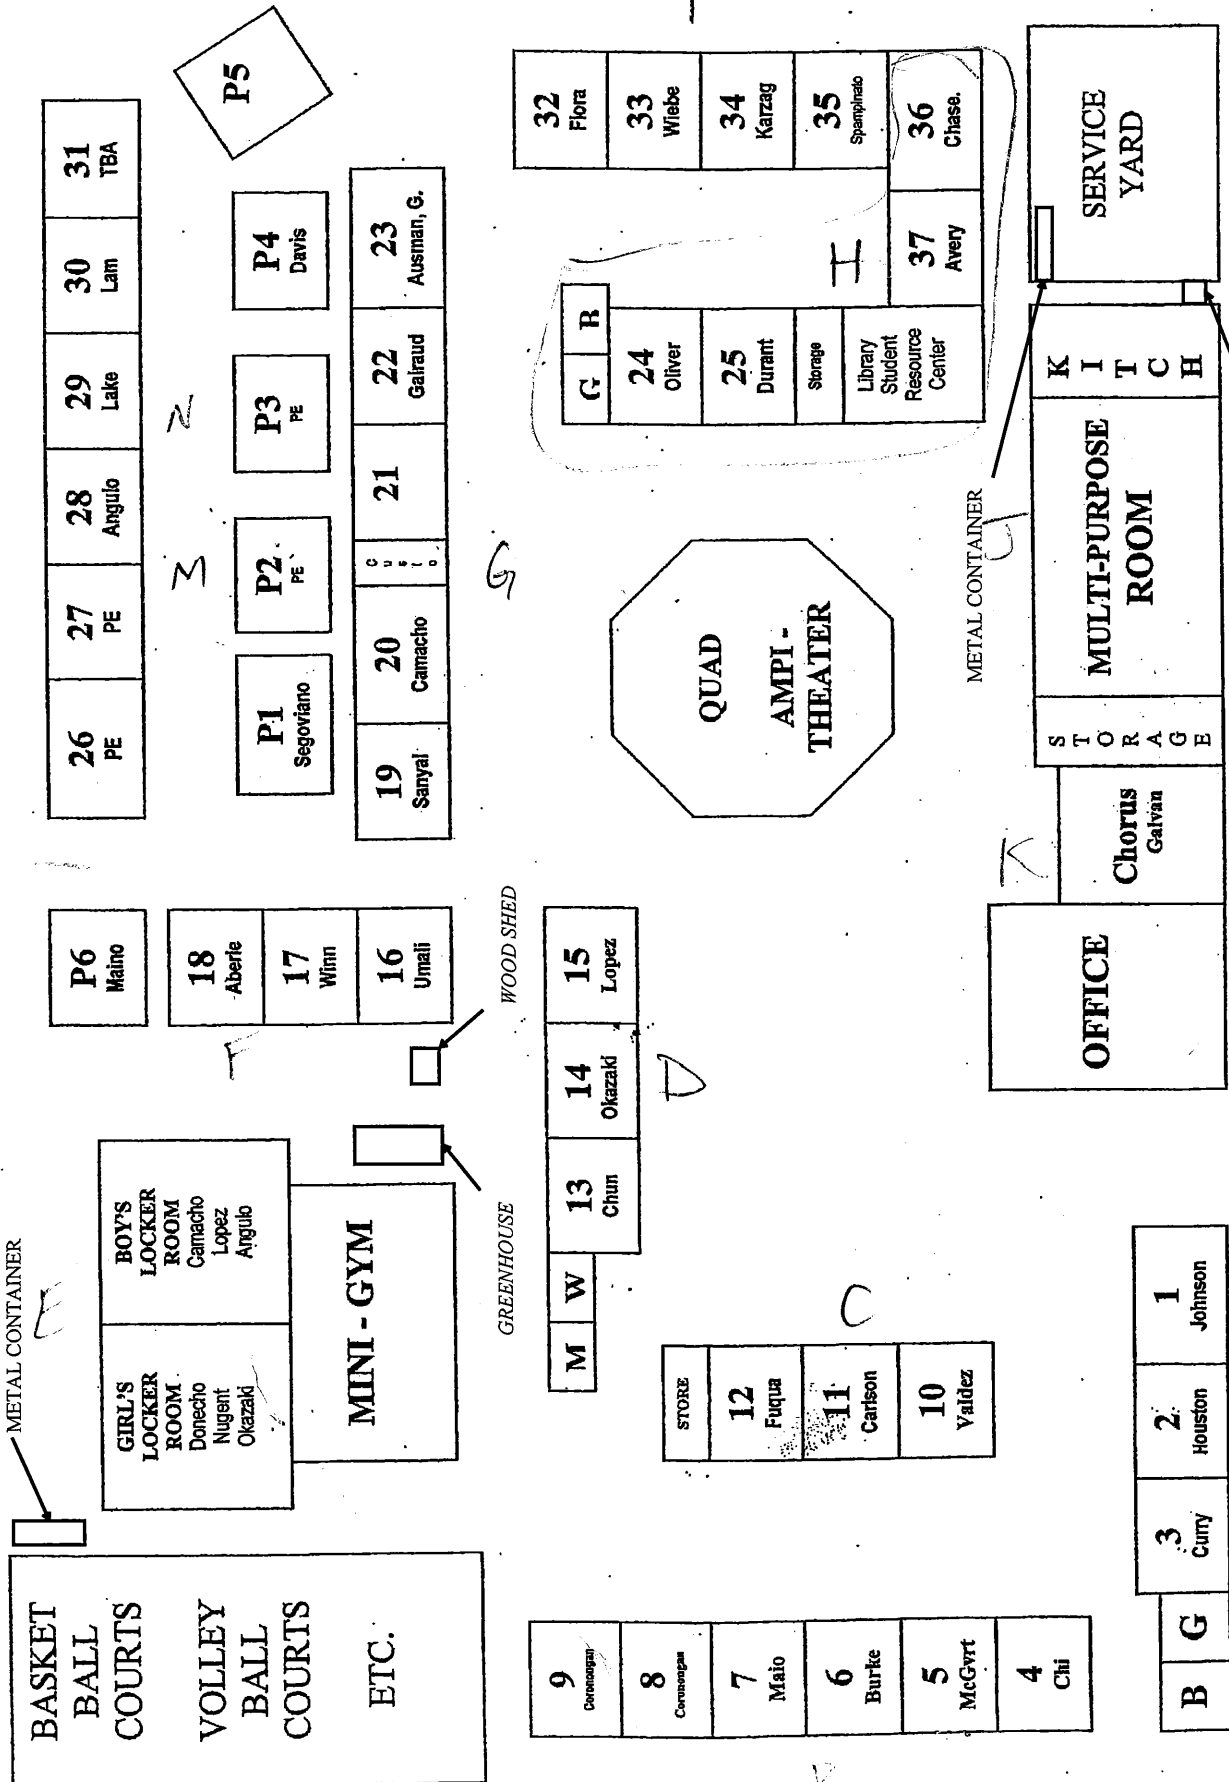 BASKET
BALL
COURTS
VOLLEY
BALL
COURTS
ETC.
METAL CONTAINER
GIRL'S
LOCKER
ROOM
Donecho
Nugent
Okazaki
BOY'S
LOCKER
ROOM
Camacho
Lopez
Angulo
MINI - GYM
GREENHOUSE
WOOD SHED
P6
Maino
18
Aberle
17
Winn
16
Umali
F
E
26
PE
27
PE
28
Angulo
29
Lake
30
Lam
31
TBA
3
2
P1
Segoviano
P2
PE
P3
PE
P4
Davis
P5
19
Sanyal
20
Camacho
C
u
s
t
o
21
22
Galraud
23
Ausman, G.
G
9
Coronongan
8
Coronongan
7
Maio
6
Burke
5
McGvrt
4
Chi
M
W
13
Chun
14
Okazaki
15
Lopez
D
STORE
12
Fuqua
11
Carlson
10
Valdez
C
QUAD
AMPI -
THEATER
G
B
24
Oliver
25
Durant
Storage
Library
Student
Resource
Center
H
32
Flora
33
Wiebe
34
Karzag
35
Spampinato
36
Chase.
37
Avery
B
G
3
Curry
2
Houston
1
Johnson
OFFICE
K
Chorus
Galvan
S
T
O
R
A
G
E
MULTI-PURPOSE
ROOM
J
METAL CONTAINER
K
I
T
C
H
SERVICE
YARD